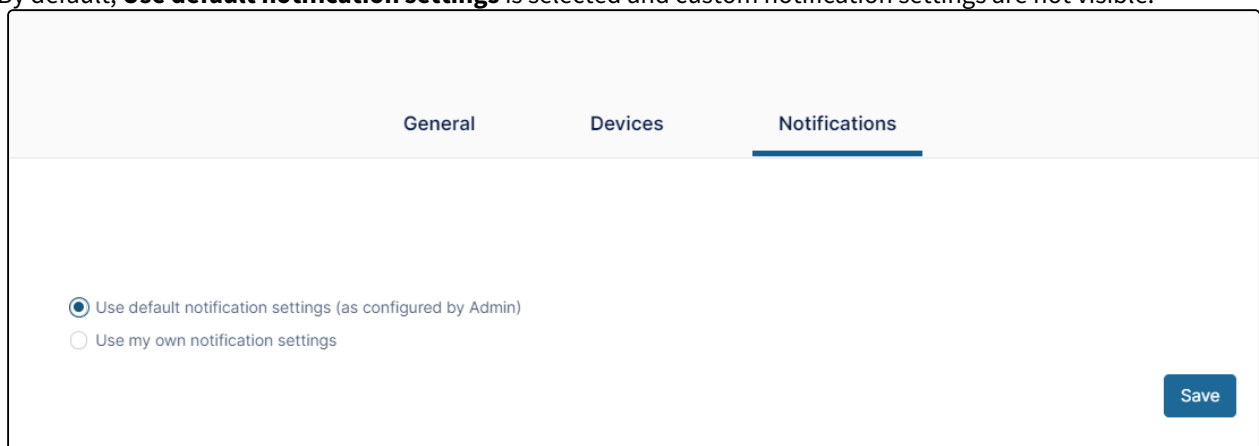 By default, Use default notification settings is selected and custom notification settings are not visible.
General Devices Notifications
Use default notification settings (as configured by Admin)
Use my own notification settings
Save